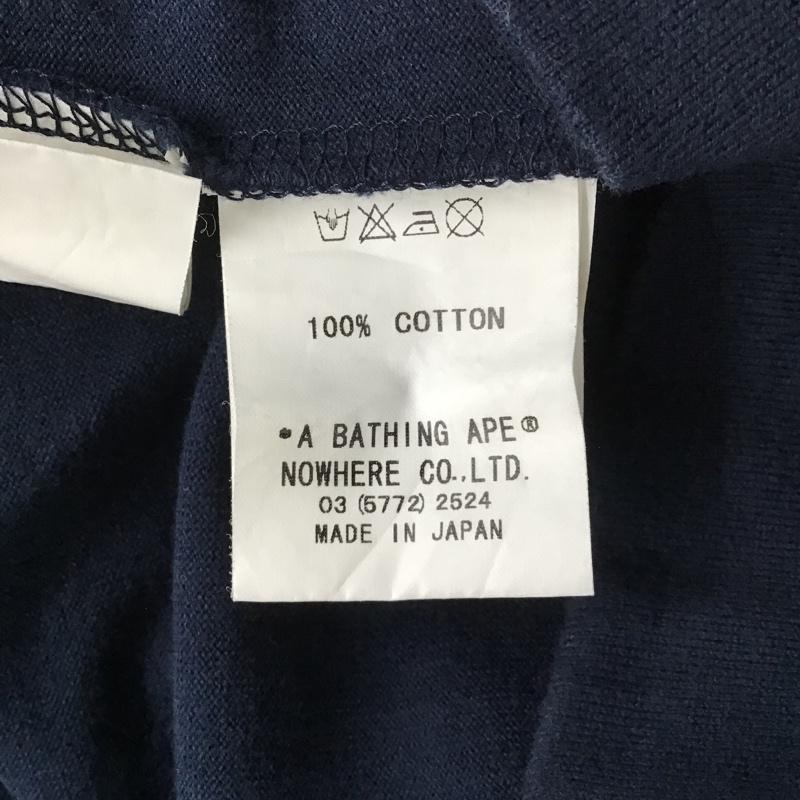 100% COTTON
*A BATHING APE®
NOWHERE CO.,LTD.
03 (5772) 2524
MADE IN JAPAN